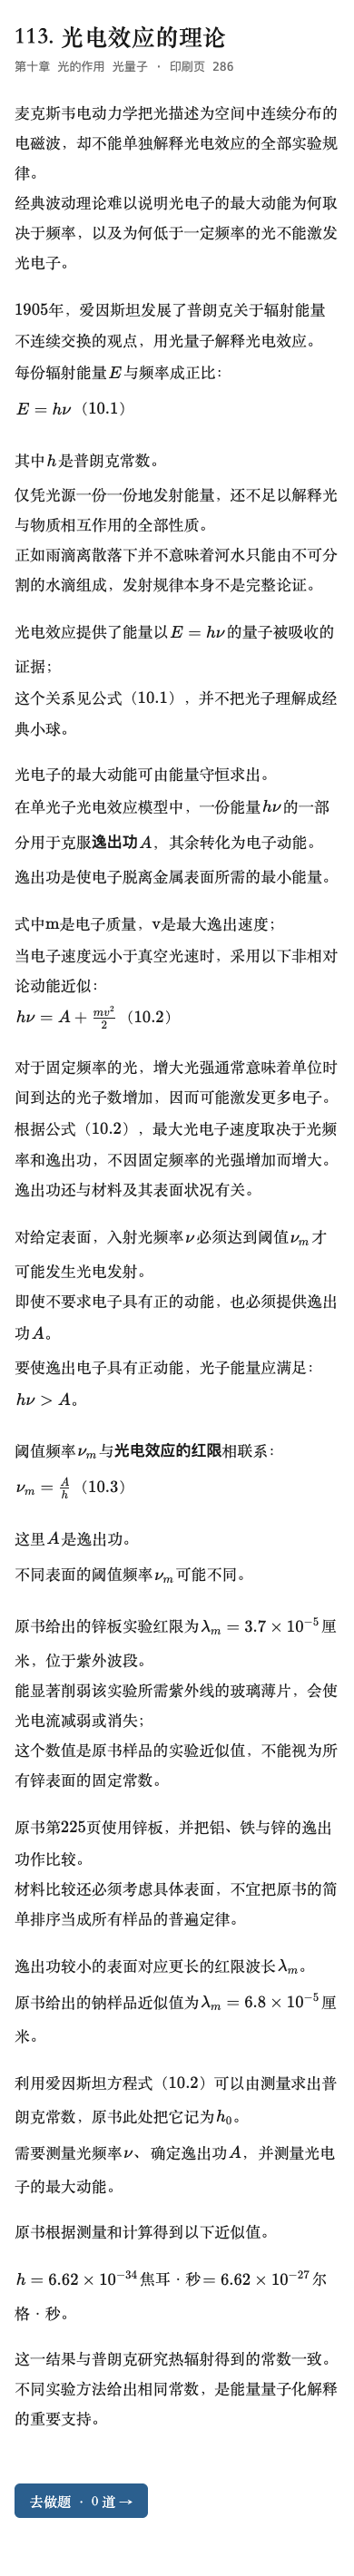 113. 光电效应的理论
第十章 光的作用 光量子 · 印刷页 286
麦克斯韦电动力学把光描述为空间中连续分布的
电磁波，却不能单独解释光电效应的全部实验规
律。
经典波动理论难以说明光电子的最大动能为何取
决于频率，以及为何低于一定频率的光不能激发
光电子。
1905年，爱因斯坦发展了普朗克关于辐射能量
不连续交换的观点，用光量子解释光电效应。
每份辐射能量E与频率成正比：
E = hν（10.1）
其中h是普朗克常数。
仅凭光源一份一份地发射能量，还不足以解释光
与物质相互作用的全部性质。
正如雨滴离散落下并不意味着河水只能由不可分
割的水滴组成，发射规律本身不是完整论证。
光电效应提供了能量以E = hν的量子被吸收的
证据；
这个关系见公式（10.1），并不把光子理解成经
典小球。
光电子的最大动能可由能量守恒求出。
在单光子光电效应模型中，一份能量hν的一部
分用于克服逸出功A，其余转化为电子动能。
逸出功是使电子脱离金属表面所需的最小能量。
式中m是电子质量，v是最大逸出速度；
当电子速度远小于真空光速时，采用以下非相对
论动能近似：
hν = A + \frac{mv^2}{2}（10.2）
对于固定频率的光，增大光强通常意味着单位时
间到达的光子数增加，因而可能激发更多电子。
根据公式（10.2），最大光电子速度取决于光频
率和逸出功，不因固定频率的光强增加而增大。
逸出功还与材料及其表面状况有关。
对给定表面，入射光频率ν必须达到阈值ν_m才
可能发生光电发射。
即使不要求电子具有正的动能，也必须提供逸出
功A。
要使逸出电子具有正动能，光子能量应满足：
hν > A。
阈值频率ν_m与光电效应的红限相联系：
ν_m = \frac{A}{h}（10.3）
这里A是逸出功。
不同表面的阈值频率ν_m可能不同。
原书给出的锌板实验红限为λ_m = 3.7 × 10^{-5}厘
米，位于紫外波段。
能显著削弱该实验所需紫外线的玻璃薄片，会使
光电流减弱或消失；
这个数值是原书样品的实验近似值，不能视为所
有锌表面的固定常数。
原书第225页使用锌板，并把铝、铁与锌的逸出
功作比较。
材料比较还必须考虑具体表面，不宜把原书的简
单排序当成所有样品的普遍定律。
逸出功较小的表面对应更长的红限波长λ_m。
原书给出的钠样品近似值为λ_m = 6.8 × 10^{-5}厘
米。
利用爱因斯坦方程式（10.2）可以由测量求出普
朗克常数，原书此处把它记为h_0。
需要测量光频率ν、确定逸出功A，并测量光电
子的最大动能。
原书根据测量和计算得到以下近似值。
h = 6.62 × 10^{-34}焦耳 · 秒= 6.62 × 10^{-27}尔
格 · 秒。
这一结果与普朗克研究热辐射得到的常数一致。
不同实验方法给出相同常数，是能量量子化解释
的重要支持。
去做题 · 0 道 →